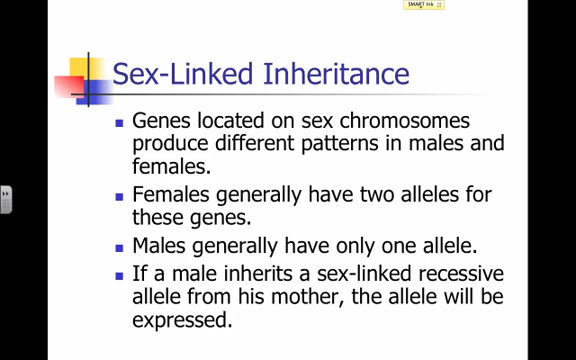 SMART Ink
Sex-Linked Inheritance
Genes located on sex chromosomes
produce different patterns in males and
females.
Females generally have two alleles for
these genes.
Males generally have only one allele.
If a male inherits a sex-linked recessive
allele from his mother, the allele will be
expressed.